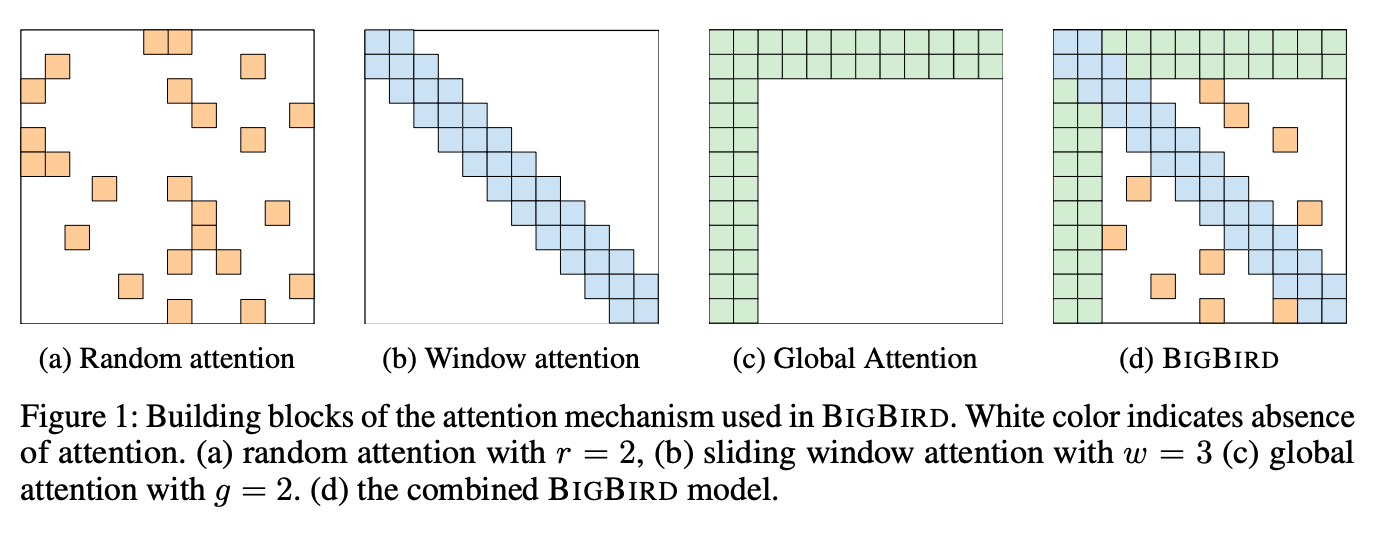 (a) Random attention
(b) Window attention
(c) Global Attention
(d) BIGBIRD
Figure 1: Building blocks of the attention mechanism used in BIGBIRD. White color indicates absence
of attention. (a) random attention with r = 2, (b) sliding window attention with w = 3 (c) global
attention with g = 2. (d) the combined BIGBIRD model.